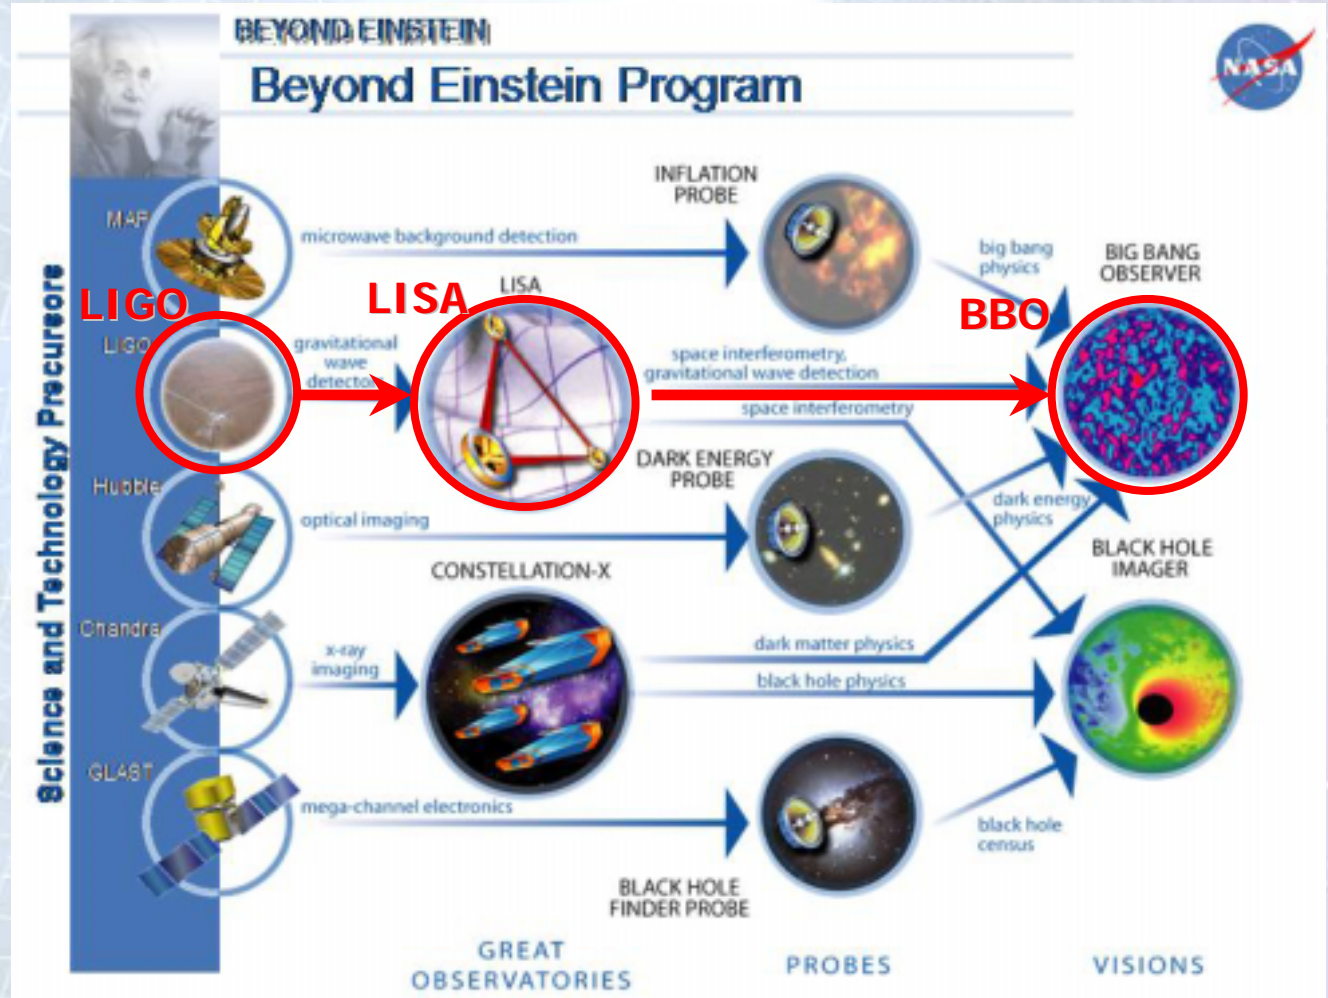 BEYOND EINSTEIN
Beyond Einstein Program
NASA
Science and Technology Precursors
MAP
microwave background detection
INFLATION
PROBE
big bang
physics
BIG BANG
OBSERVER
LIGO
LISA
LISA
BBO
LIGO
gravitational
wave
detection
space interferometry,
gravitational wave detection
space interferometry
Hubble
optical imaging
DARK ENERGY
PROBE
dark energy
physics
CONSTELLATION-X
BLACK HOLE
IMAGER
Chandra
x-ray
imaging
dark matter physics
black hole physics
GLAST
mega-channel electronics
black hole
census
BLACK HOLE
FINDER PROBE
GREAT
OBSERVATORIES
PROBES
VISIONS